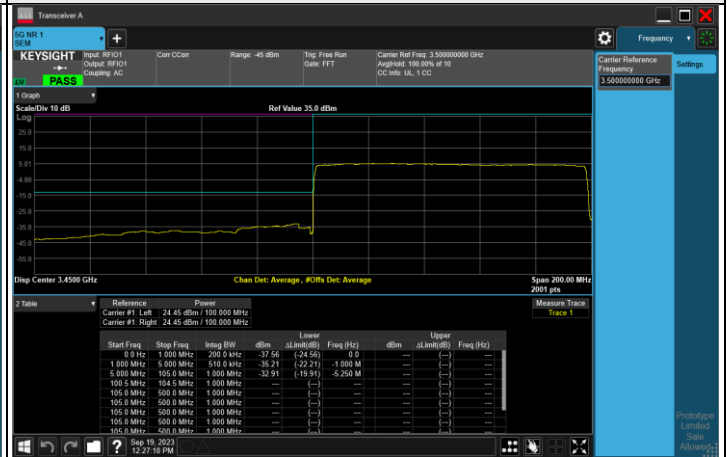 Transceiver A
5G NR 1
SEM
Frequency
KEYSIGHT
PASS
Input: RFIO1
Output: RFIO1
Coupling: AC
Corr CCorr
Range: -45 dBm
Trig: Free Run
Gate: FFT
Carrier Ref Freq: 3.500000000 GHz
Avg|Hold: 100.00% of 10
CC Info: UL, 1 CC
Carrier Reference
Frequency
3.500000000 GHz
Settings
1 Graph
Scale/Div 10 dB
Ref Value 35.0 dBm
Log
25.0
15.0
5.01
-4.99
-15.0
-25.0
-35.0
-45.0
-55.0
Disp Center 3.4500 GHz
Chan Det: Average, #Offs Det: Average
Span 200.00 MHz
2001 pts
2 Table
Reference Power
Carrier #1: Left 24.45 dBm / 100.000 MHz
Carrier #1: Right 24.45 dBm / 100.000 MHz
Measure Trace
Trace 1
Lower Upper
Start Freq Stop Freq Integ BW dBm ΔLimit(dB) Freq (Hz) dBm ΔLimit(dB) Freq (Hz)
0.0 Hz 1.000 MHz 200.0 kHz -37.56 (-24.56) 0.0 --- (---) ---
1.000 MHz 5.000 MHz 510.0 kHz -35.21 (-22.21) -1.000 M --- (---) ---
5.000 MHz 105.0 MHz 1.000 MHz -32.91 (-19.91) -5.250 M --- (---) ---
100.5 MHz 104.5 MHz 1.000 MHz --- (---) --- --- (---) ---
105.0 MHz 500.0 MHz 1.000 MHz --- (---) --- --- (---) ---
105.0 MHz 500.0 MHz 1.000 MHz --- (---) --- --- (---) ---
105.0 MHz 500.0 MHz 1.000 MHz --- (---) --- --- (---) ---
105.0 MHz 500.0 MHz 1.000 MHz --- (---) --- --- (---) ---
105.0 MHz 500.0 MHz 1.000 MHz --- (---) --- --- (---) ---
Prototype
Limited
Sale
Allowed
?
Sep 19, 2023
12:27:10 PM